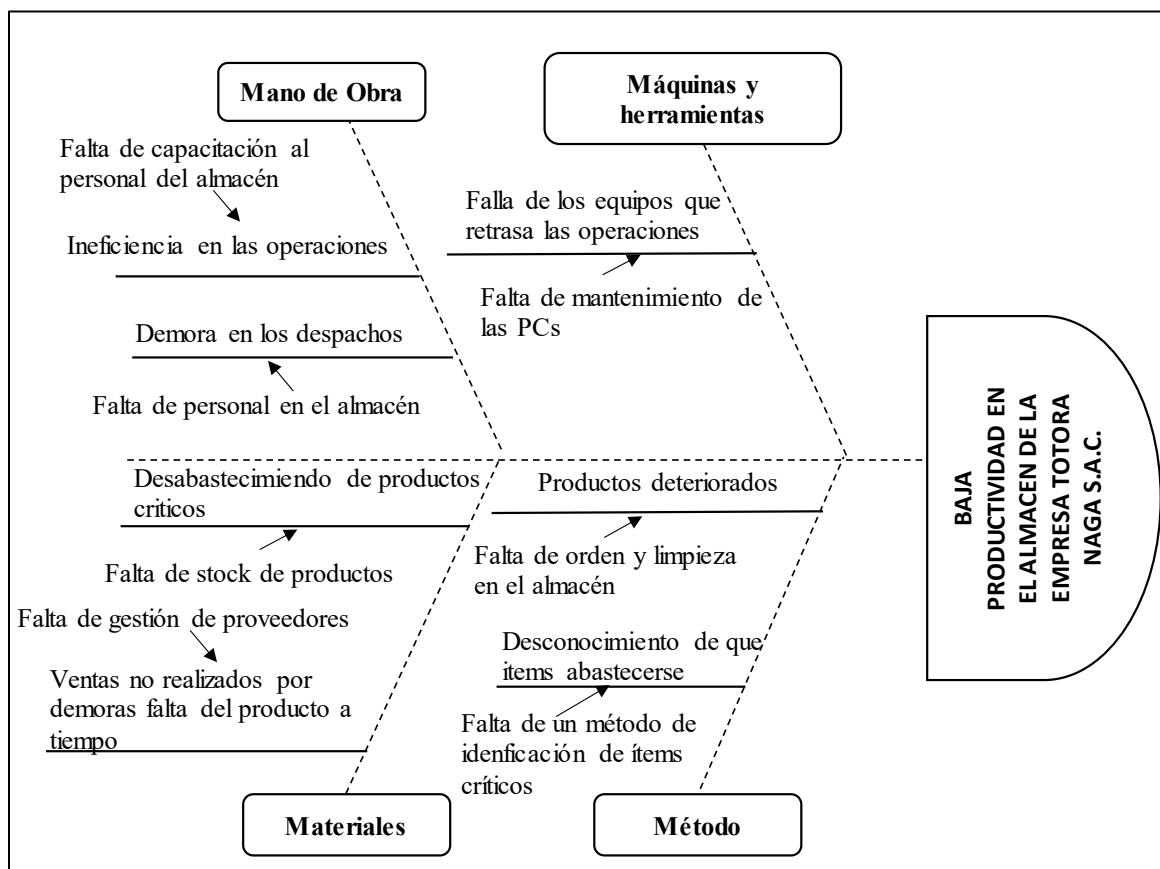 Mano de Obra
Máquinas y
herramientas
Falta de capacitación al
personal del almacén
Ineficiencia en las operaciones
Demora en los despachos
Falta de personal en el almacén
Falla de los equipos que
retrasa las operaciones
Falta de mantenimiento de
las PCs
Desabastecimiendo de productos
criticos
Falta de stock de productos
Falta de gestión de proveedores
Ventas no realizados por
demoras falta del producto a
tiempo
Productos deteriorados
Falta de orden y limpieza
en el almacén
Desconocimiento de que
items abastecerse
Falta de un método de
idenficación de ítems
críticos
Materiales
Método
BAJA
PRODUCTIVIDAD EN
EL ALMACEN DE LA
EMPRESA TOTORA
NAGA S.A.C.